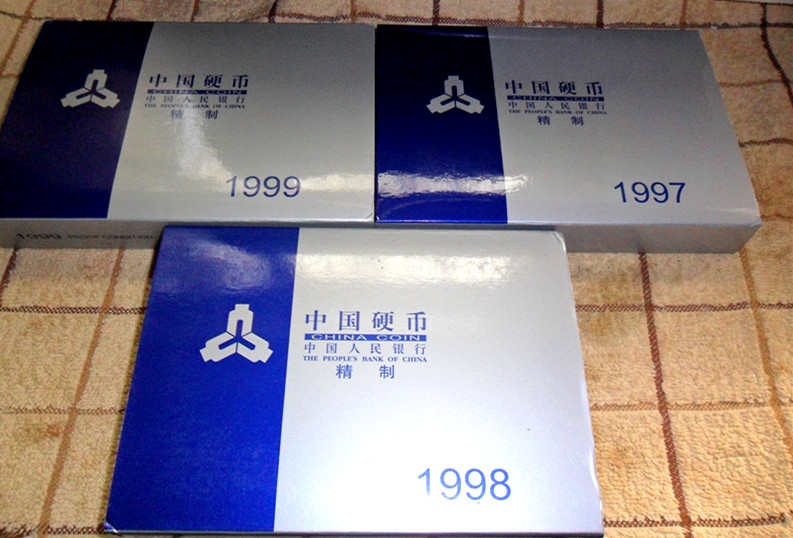 中国硬币
CHINA COIN
中国人民银行
THE PEOPLE'S BANK OF CHINA
精 制
1999
1999 PROOF CONDITION
中国硬币
CHINA COIN
中国人民银行
THE PEOPLE'S BANK OF CHINA
精 制
1997
中国硬币
CHINA COIN
中国人民银行
THE PEOPLE'S BANK OF CHINA
精 制
1998